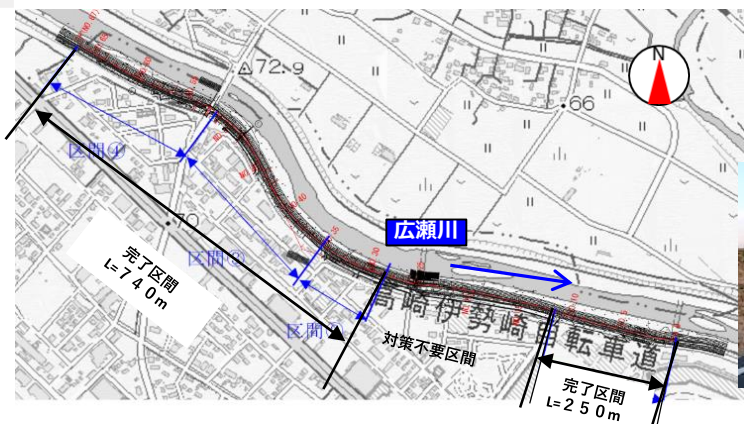 N
72.9
66
区間④
70
区間③
広瀬川
完了区間
L=740m
区間
高崎伊勢崎自転車道
対策不要区間
完了区間
L=250m